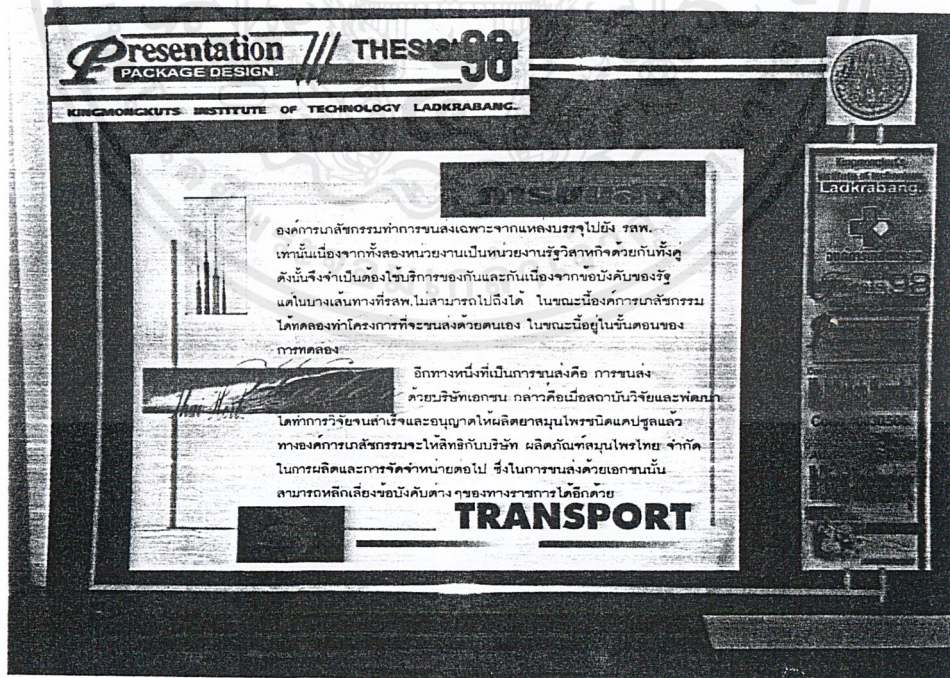 Presentation
PACKAGE DESIGN.
THESIS 98
KINGMONGKUTS INSTITUTE OF TECHNOLOGY LADKRABANG.
การขนส่ง
องค์การเภสัชกรรมทำการขนส่งเฉพาะจากแหล่งบรรจุไปยัง รสพ.
เท่านั้นเนื่องจากทั้งสองหน่วยงานเป็นหน่วยงานรัฐวิสาหกิจด้วยกันทั้งคู่
ดังนั้นจึงจำเป็นต้องใช้บริการของกันและกันเนื่องจากข้อบังคับของรัฐ
แต่ในบางเส้นทางที่รสพ.ไม่สามารถไปถึงได้ ในขณะนี้องค์การเภสัชกรรม
ได้ทดลองทำโครงการที่จะขนส่งด้วยตนเอง ในขณะนี้อยู่ในขั้นตอนของ
การทดลอง
อีกทางหนึ่งที่เป็นการขนส่งคือ การขนส่ง
ด้วยบริษัทเอกชน กล่าวคือเมื่อสถาบันวิจัยและพัฒนา
ได้ทำการวิจัยจนสำเร็จและอนุญาตให้ผลิตยาสมุนไพรชนิดแคปซูลแล้ว
ทางองค์การเภสัชกรรมจะให้สิทธิกับบริษัท ผลิตภัณฑ์สมุนไพรไทย จำกัด
ในการผลิตและการจัดจำหน่ายต่อไป ซึ่งในการขนส่งด้วยเอกชนนั้น
สามารถหลีกเลี่ยงข้อบังคับต่าง ๆของทางราชการได้อีกด้วย
TRANSPORT
Kingmongkut's
Ladkrabang.
98